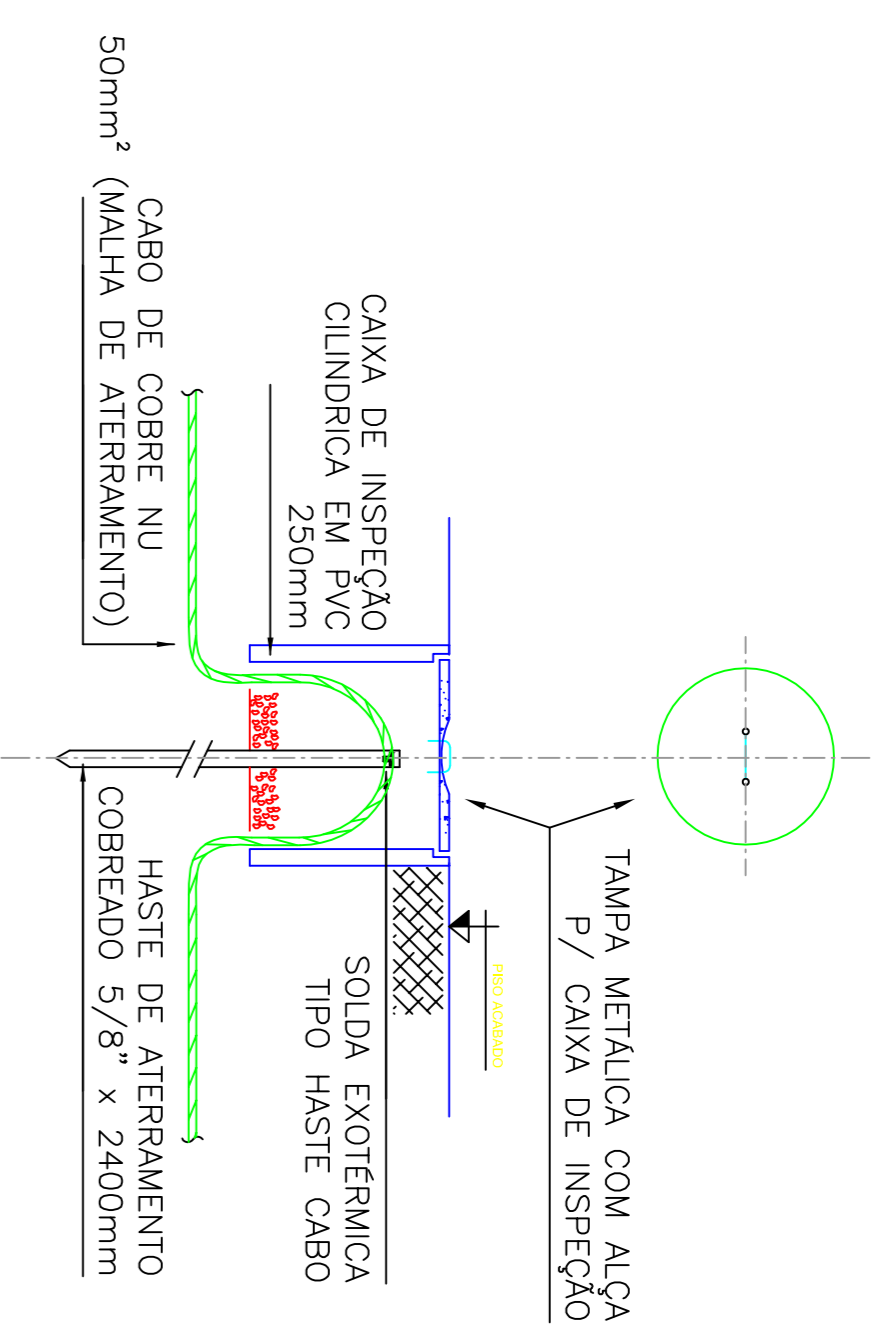 TAMPA METÁLICA COM ALÇA
P/ CAIXA DE INSPEÇÃO
PISO ACABADO
CAIXA DE INSPEÇÃO
CILINDRICA EM PVC
250mm
SOLDA EXOTÉRMICA
TIPO HASTE CABO
CABO DE COBRE NU
50mm² (MALHA DE ATERRAMENTO)
HASTE DE ATERRAMENTO
COBREADO 5/8" x 2400mm